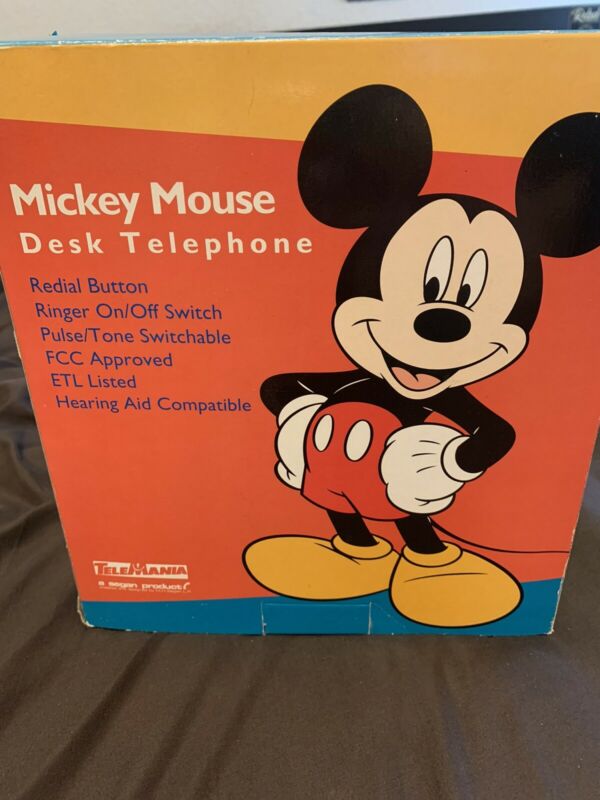 Mickey Mouse
Desk Telephone
Redial Button
Ringer On/Off Switch
Pulse/Tone Switchable
FCC Approved
ETL Listed
Hearing Aid Compatible
TELEMANIA
a segan product